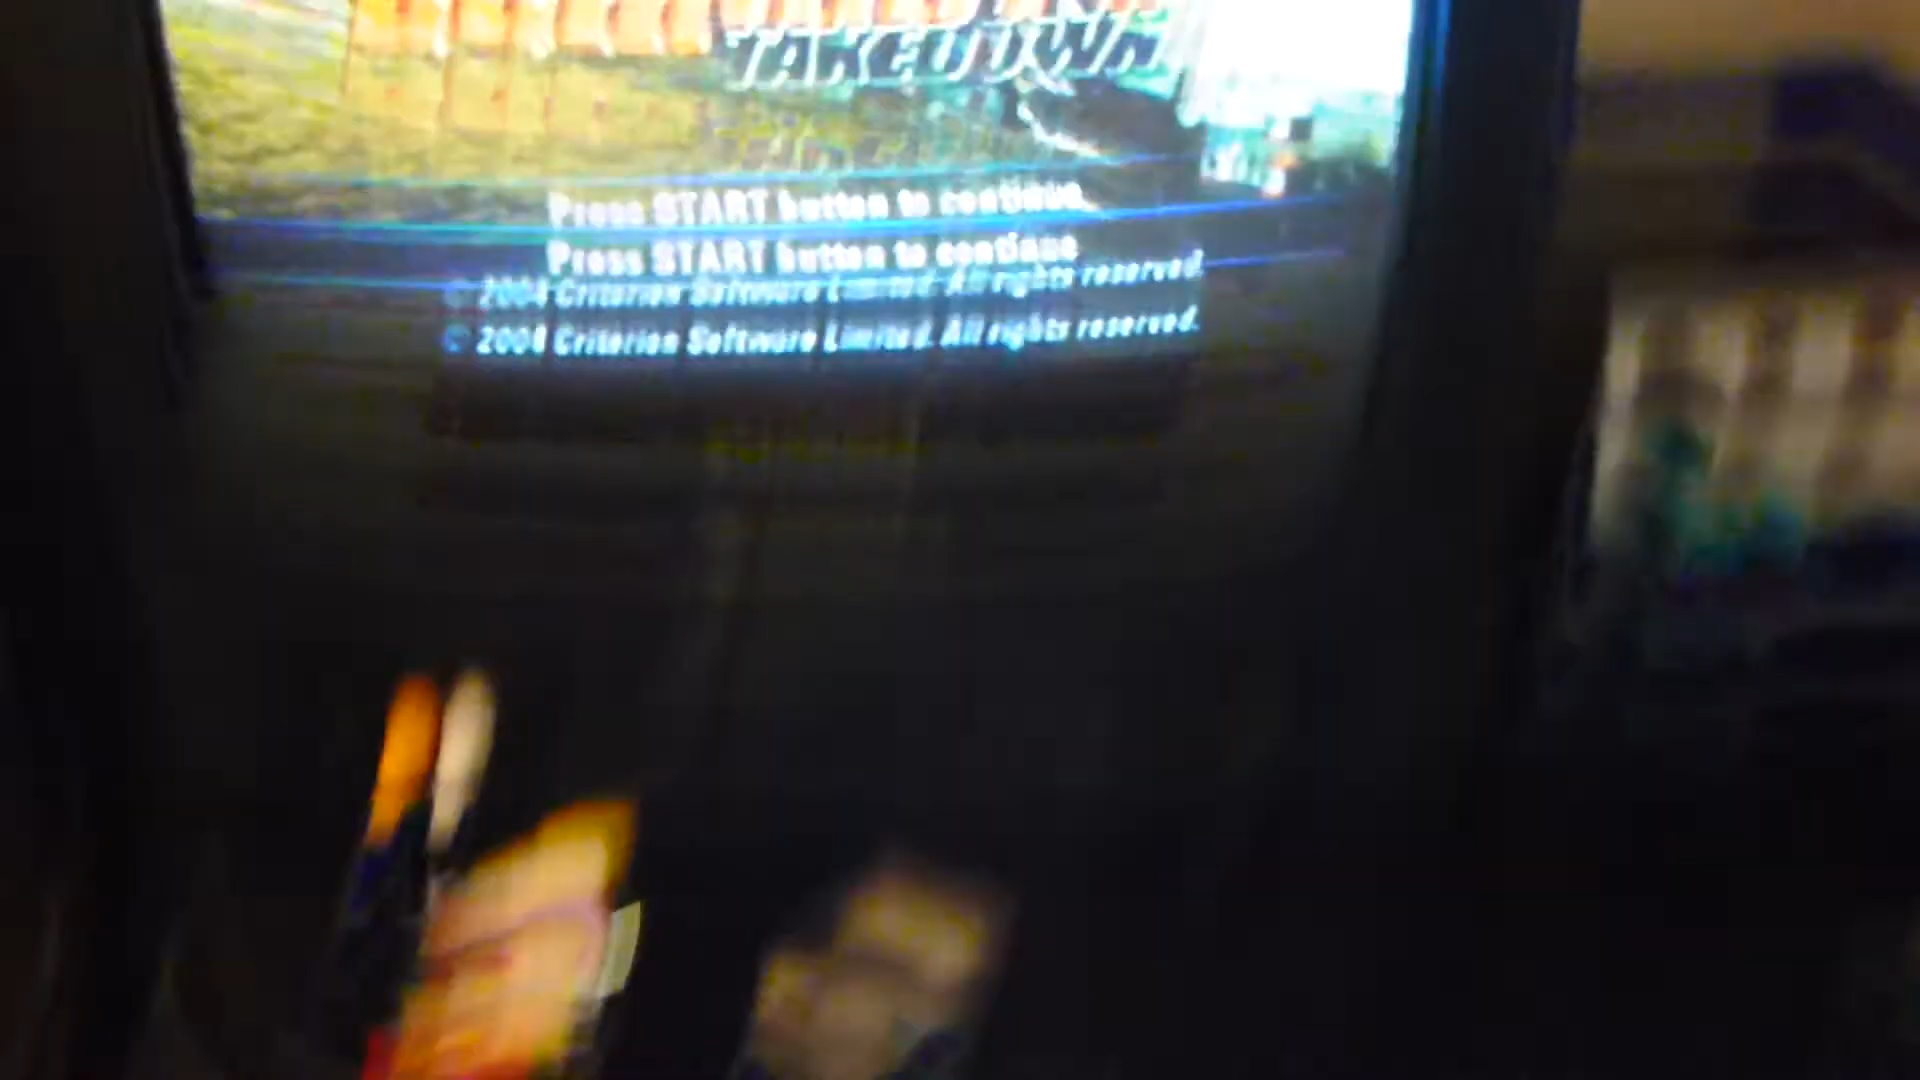 TAKEDOWN
Press START button to continue
Press START button to continue
© 2004 Criterion Software Limited. All rights reserved.
© 2004 Criterion Software Limited. All rights reserved.